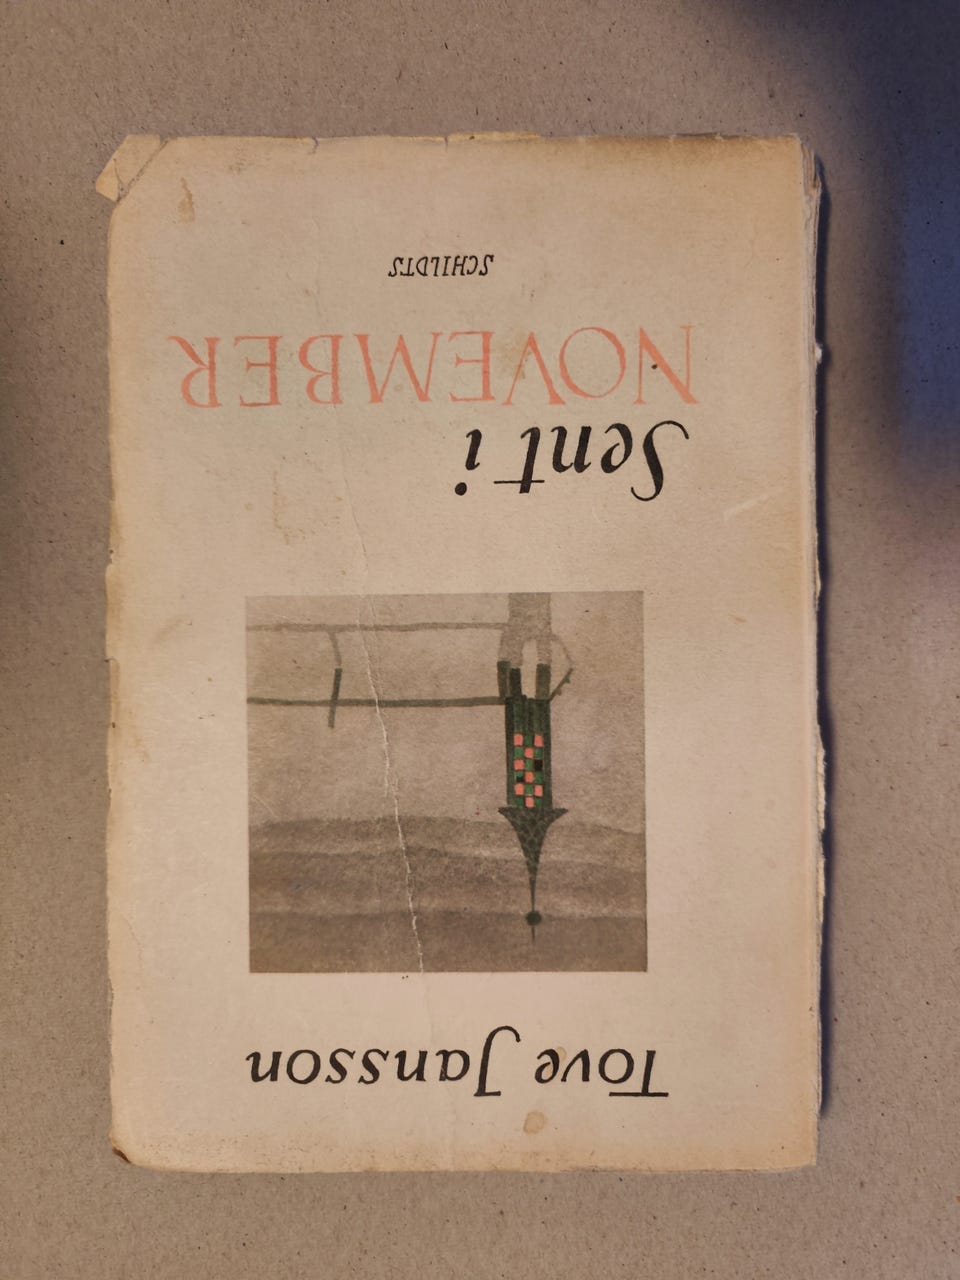 Tove Jansson
Sent i
NOVEMBER
SCHILDTS